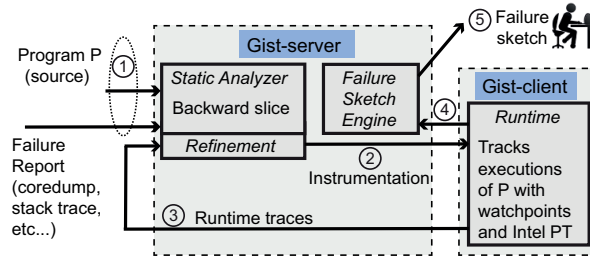 Program P
(source)
1
Failure
Report
(coredump,
stack trace,
etc...)
Gist-server
Static Analyzer
Backward slice
Refinement
Failure
Sketch
Engine
2
Instrumentation
3 Runtime traces
4
5 Failure
sketch
Gist-client
Runtime
Tracks
executions
of P with
watchpoints
and Intel PT